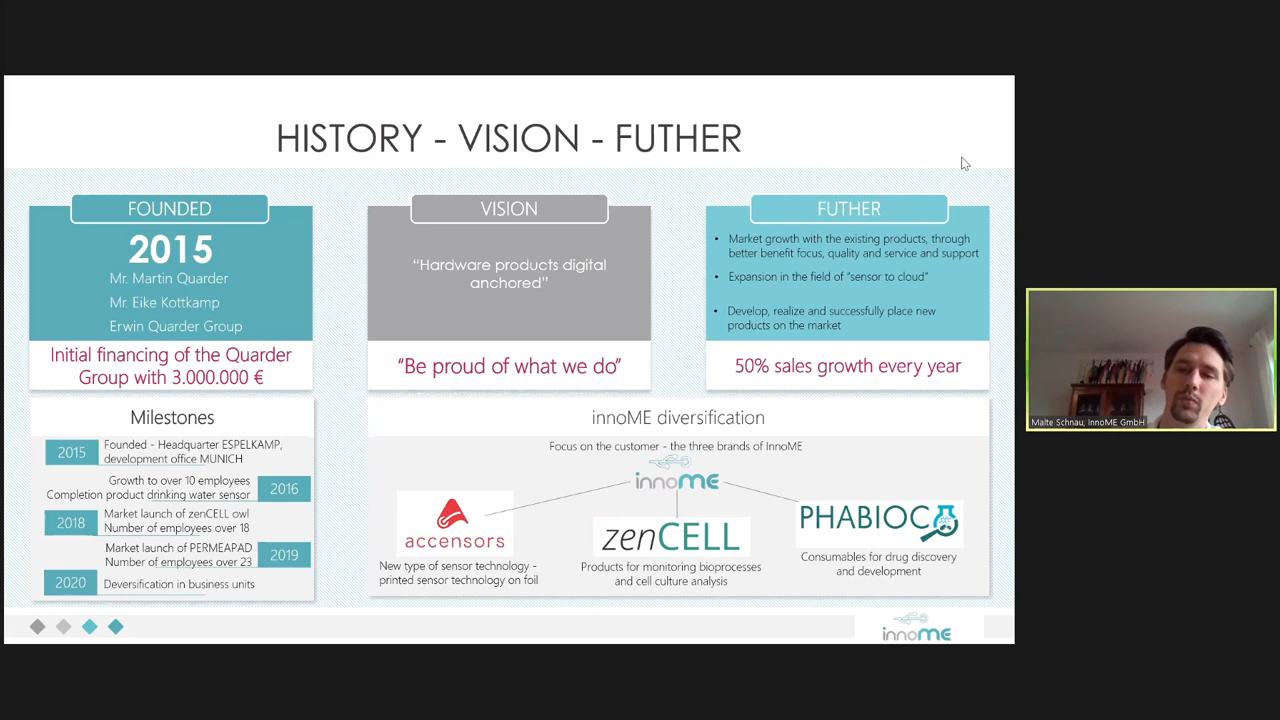 HISTORY - VISION - FUTHER
FOUNDED
2015
Mr. Martin Quarder
Mr. Eike Kottkamp
Erwin Quarder Group
Initial financing of the Quarder
Group with 3.000.000 €
VISION
“Hardware products digital
anchored”
“Be proud of what we do”
FUTHER
• Market growth with the existing products, through
better benefit focus, quality and service and support
• Expansion in the field of “sensor to cloud”
• Develop, realize and successfully place new
products on the market
50% sales growth every year
Milestones
2015
Founded - Headquarter ESPELKAMP,
development office MUNICH
Growth to over 10 employees
Completion product drinking water sensor
2016
2018
Market launch of zenCELL owl
Number of employees over 18
Market launch of PERMEAPAD
Number of employees over 23
2019
2020
Deversification in business units
innoME diversification
Focus on the customer - the three brands of InnoME
innoME
accensors
New type of sensor technology -
printed sensor technology on foil
zenCELL
Products for monitoring bioprocesses
and cell culture analysis
PHABIOC
Consumables for drug discovery
and development
innoME
Malte Schnau, InnoME GmbH